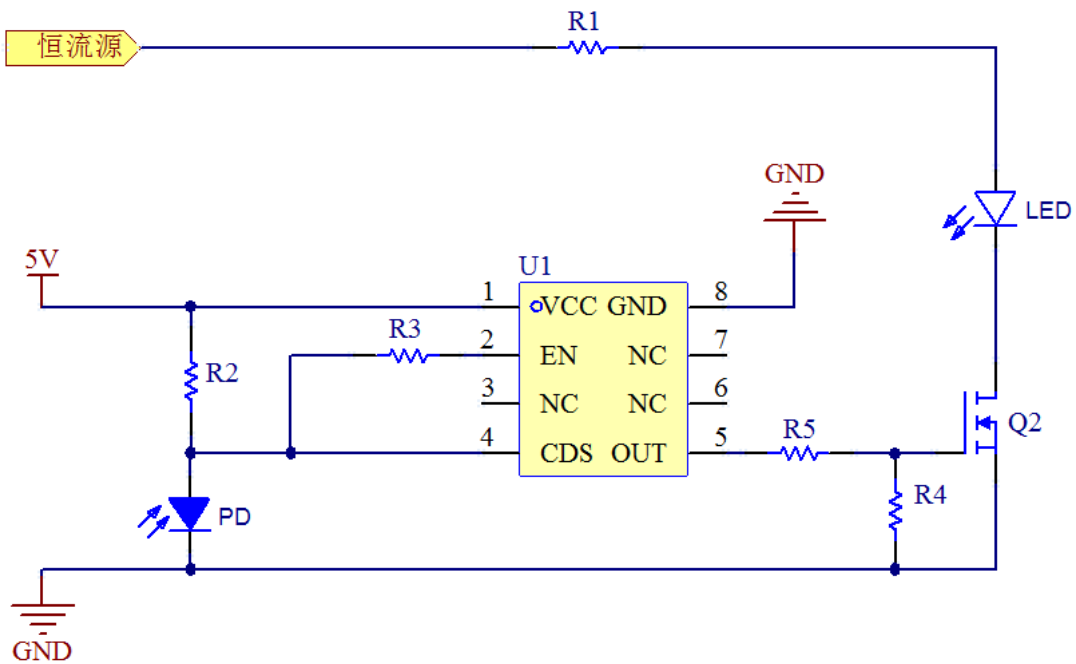 恒流源
R1
GND
LED
5V
U1
1
VCC
GND
8
R3
2
EN
NC
7
R2
3
NC
NC
6
Q2
4
CDS
OUT
5
R5
R4
PD
GND